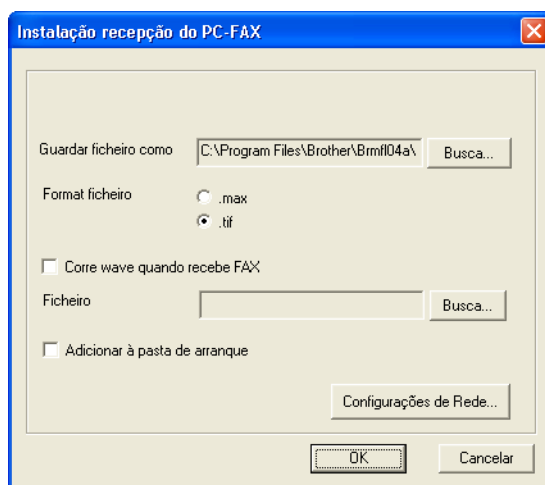 Instalação recepção do PC-FAX
Guardar ficheiro como C:\Program Files\Brother\Brmfl04a\ Busca...
Format ficheiro .max
.tif
Corre wave quando recebe FAX
Ficheiro Busca...
Adicionar à pasta de arranque
Configurações de Rede...
OK Cancelar